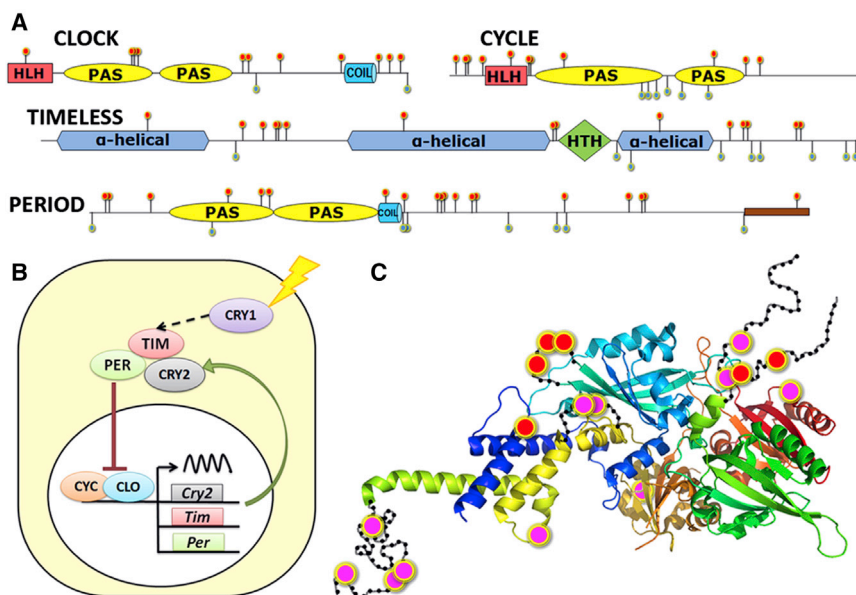 A
CLOCK
HLH PAS PAS COIL
CYCLE
HLH PAS PAS
TIMELESS
α-helical α-helical HTH α-helical
PERIOD
PAS PAS COIL
B
CRY1
TIM
PER
CRY2
CYC CLO
Cry2
Tim
Per
C